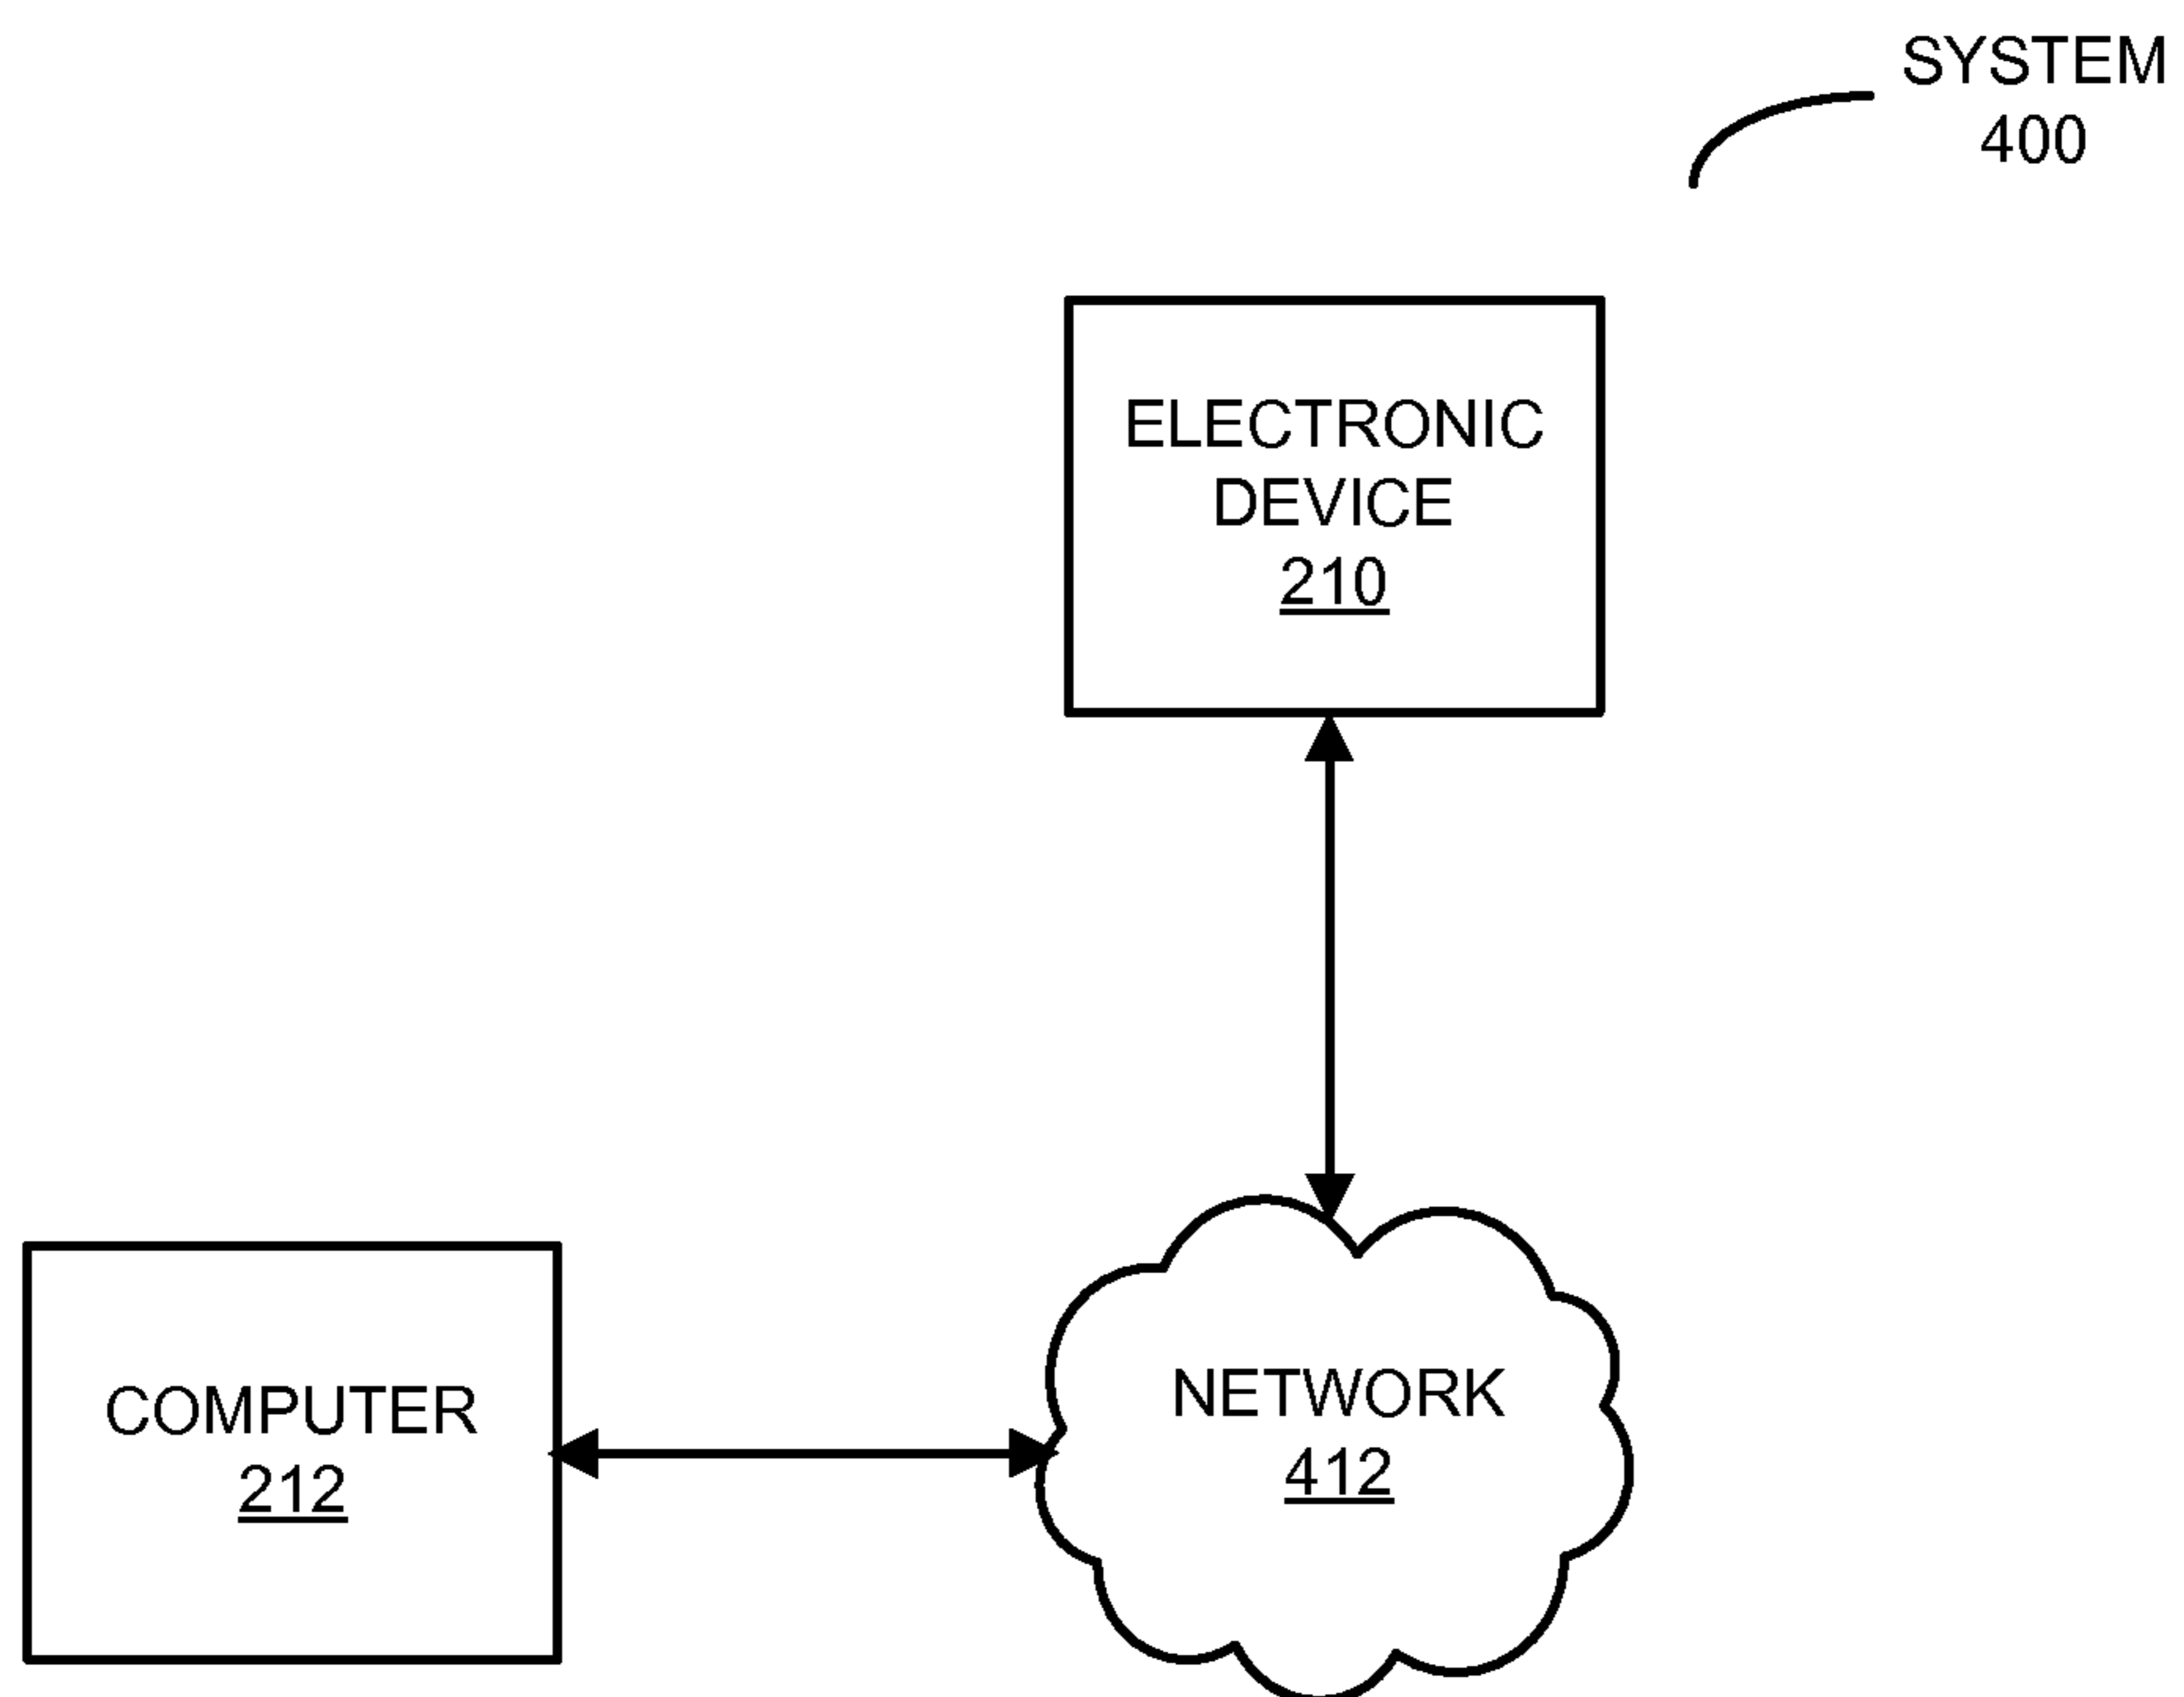 SYSTEM
400
ELECTRONIC
DEVICE
210
COMPUTER
212
NETWORK
412